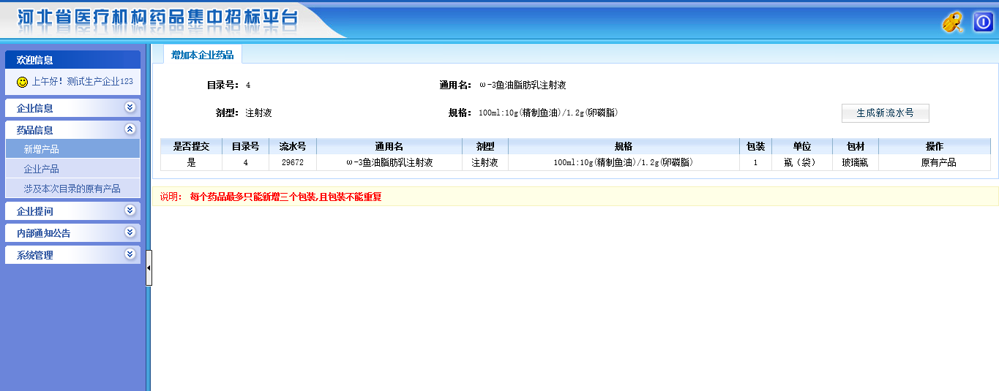 河北省医疗机构药品集中招标平台
欢迎信息
上午好！测试生产企业123
企业信息
药品信息
新增产品
企业产品
涉及本次目录的原有产品
企业提问
内部通知公告
系统管理
增加本企业药品
目录号： 4 通用名： ω-3鱼油脂肪乳注射液
剂型： 注射液 规格： 100ml:10g(精制鱼油)/1.2g(卵磷脂) 生成新流水号
是否提交 目录号 流水号 通用名 剂型 规格 包装 单位 包材 操作
是 4 29672 ω-3鱼油脂肪乳注射液 注射液 100ml:10g(精制鱼油)/1.2g(卵磷脂) 1 瓶（袋） 玻璃瓶 原有产品
说明： 每个药品最多只能新增三个包装,且包装不能重复